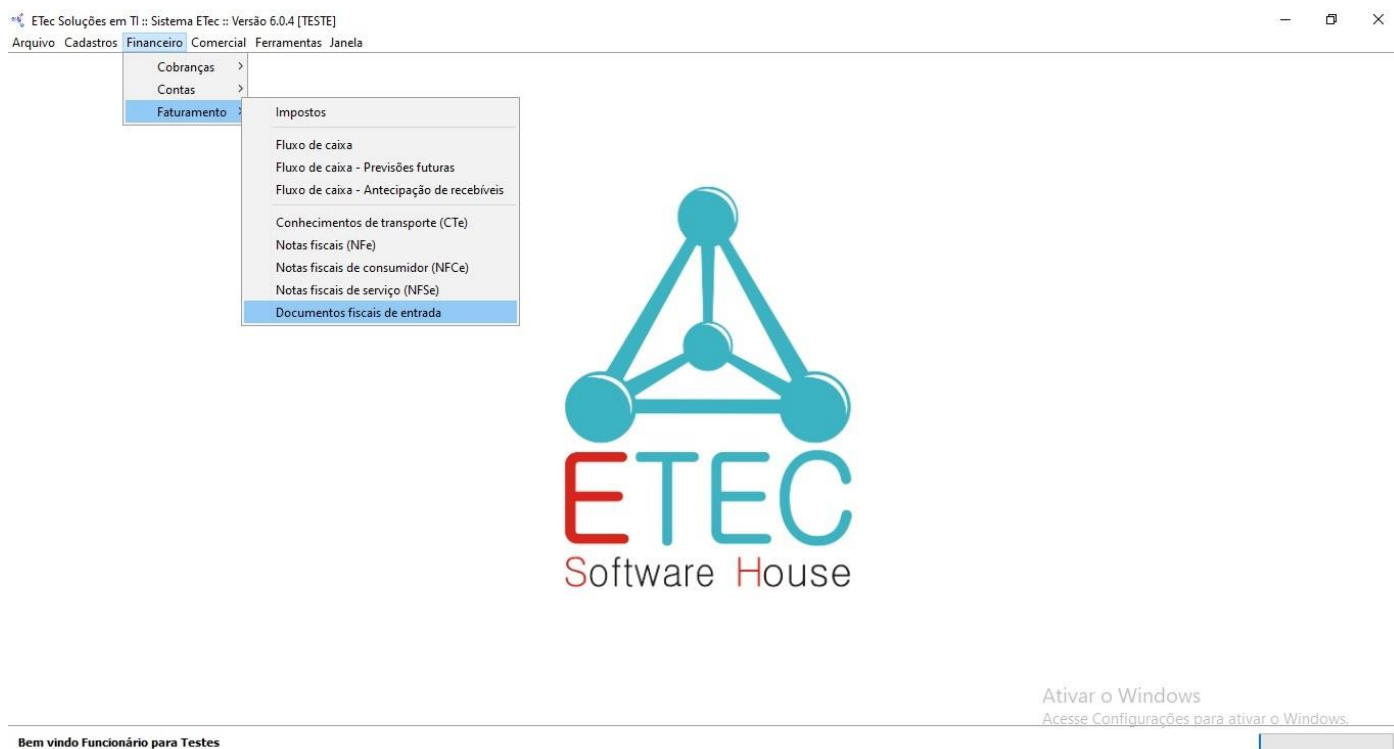 ETec Soluções em TI :: Sistema ETec :: Versão 6.0.4 [TESTE]
Arquivo Cadastros Financeiro Comercial Ferramentas Janela
Cobranças
Contas
Faturamento
Impostos
Fluxo de caixa
Fluxo de caixa - Previsões futuras
Fluxo de caixa - Antecipação de recebíveis
Conhecimentos de transporte (CTe)
Notas fiscais (NFe)
Notas fiscais de consumidor (NFCe)
Notas fiscais de serviço (NFSe)
Documentos fiscais de entrada
ETEC
Software House
Ativar o Windows
Acesse Configurações para ativar o Windows.
Bem vindo Funcionário para Testes